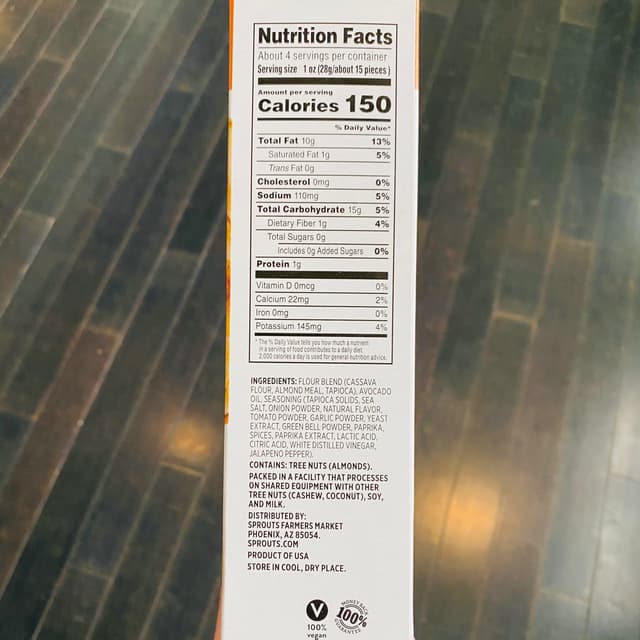 Nutrition Facts
About 4 servings per container
Serving size 1 oz (28g/about 15 pieces)
Amount per serving
Calories 150
% Daily Value*
Total Fat 10g 13%
Saturated Fat 1g 5%
Trans Fat 0g
Cholesterol 0mg 0%
Sodium 110mg 5%
Total Carbohydrate 15g 5%
Dietary Fiber 1g 4%
Total Sugars 0g
Includes 0g Added Sugars 0%
Protein 1g
Vitamin D 0mcg 0%
Calcium 22mg 2%
Iron 0mg 0%
Potassium 145mg 4%
* The % Daily Value tells you how much a nutrient
in a serving of food contributes to a daily diet.
2,000 calories a day is used for general nutrition advice.
INGREDIENTS: FLOUR BLEND (CASSAVA
FLOUR, ALMOND MEAL, TAPIOCA), AVOCADO
OIL, SEASONING (TAPIOCA SOLIDS, SEA
SALT, ONION POWDER, NATURAL FLAVOR,
TOMATO POWDER, GARLIC POWDER, YEAST
EXTRACT, GREEN BELL POWDER, PAPRIKA,
SPICES, PAPRIKA EXTRACT, LACTIC ACID,
CITRIC ACID, WHITE DISTILLED VINEGAR,
JALAPENO PEPPER).
CONTAINS: TREE NUTS (ALMONDS).
PACKED IN A FACILITY THAT PROCESSES
ON SHARED EQUIPMENT WITH OTHER
TREE NUTS (CASHEW, COCONUT), SOY,
AND MILK.
DISTRIBUTED BY:
SPROUTS FARMERS MARKET
PHOENIX, AZ 85054.
SPROUTS.COM
PRODUCT OF USA
STORE IN COOL, DRY PLACE.
V
100%
vegan
MONEY BACK
100%
GUARANTEE